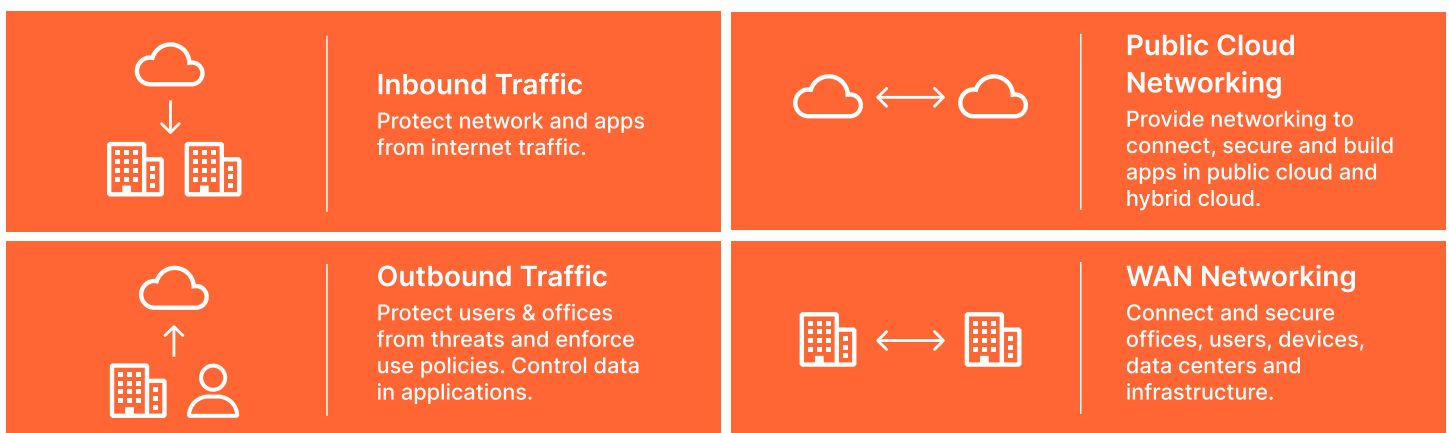 Inbound Traffic
Protect network and apps
from internet traffic.
Public Cloud
Networking
Provide networking to
connect, secure and build
apps in public cloud and
hybrid cloud.
Outbound Traffic
Protect users & offices
from threats and enforce
use policies. Control data
in applications.
WAN Networking
Connect and secure
offices, users, devices,
data centers and
infrastructure.